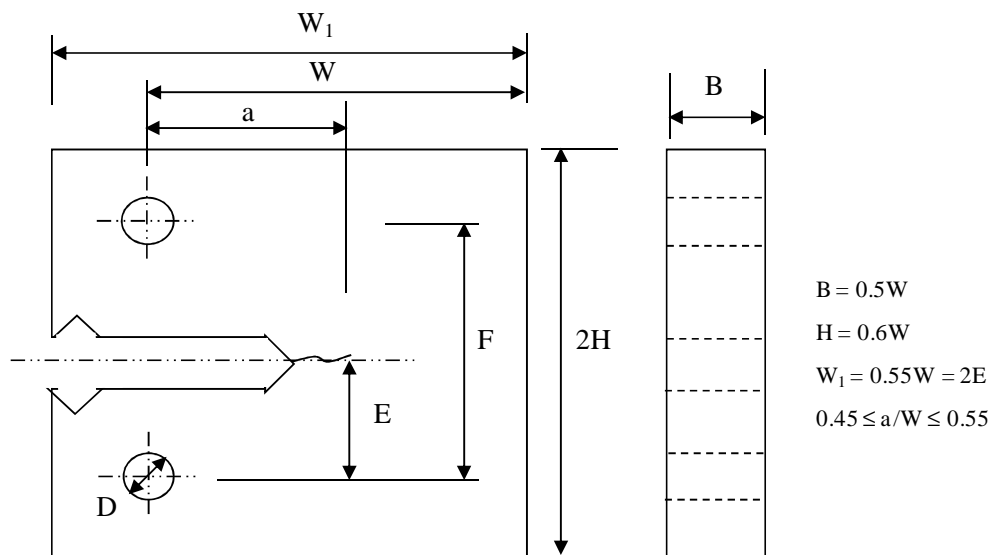 W₁
W
a
B
F
2H
E
D
B = 0.5W
H = 0.6W
W₁ = 0.55W = 2E
0.45 ≤ a/W ≤ 0.55